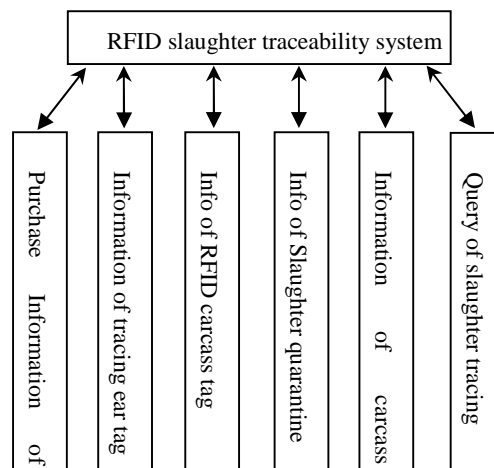 RFID slaughter traceability system
Purchase Information of
Information of tracing ear tag
Info of RFID carcass tag
Info of Slaughter quarantine
Information of carcass
Query of slaughter tracing